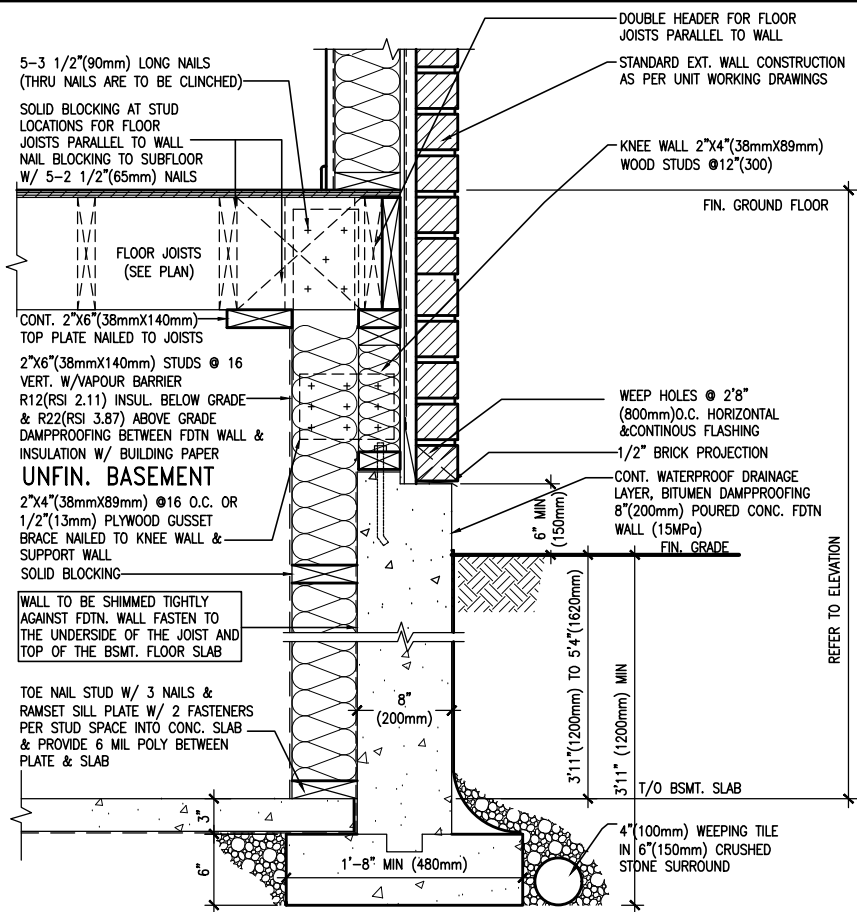 5-3 1/2"(90mm) LONG NAILS
(THRU NAILS ARE TO BE CLINCHED)
SOLID BLOCKING AT STUD
LOCATIONS FOR FLOOR
JOISTS PARALLEL TO WALL
NAIL BLOCKING TO SUBFLOOR
W/ 5-2 1/2"(65mm) NAILS
FLOOR JOISTS
(SEE PLAN)
CONT. 2"X6"(38mmX140mm)
TOP PLATE NAILED TO JOISTS
2"X6"(38mmX140mm) STUDS @ 16
VERT. W/VAPOUR BARRIER
R12(RSI 2.11) INSUL. BELOW GRADE
& R22(RSI 3.87) ABOVE GRADE
DAMPPROOFING BETWEEN FDTN WALL &
INSULATION W/ BUILDING PAPER
UNFIN. BASEMENT
2"X4"(38mmX89mm) @16 O.C. OR
1/2"(13mm) PLYWOOD GUSSET
BRACE NAILED TO KNEE WALL &
SUPPORT WALL
SOLID BLOCKING
WALL TO BE SHIMMED TIGHTLY
AGAINST FDTN. WALL FASTEN TO
THE UNDERSIDE OF THE JOIST AND
TOP OF THE BSMT. FLOOR SLAB
TOE NAIL STUD W/ 3 NAILS &
RAMSET SILL PLATE W/ 2 FASTENERS
PER STUD SPACE INTO CONC. SLAB
& PROVIDE 6 MIL POLY BETWEEN
PLATE & SLAB
3"
6"
8"
(200mm)
1'-8" MIN (480mm)
DOUBLE HEADER FOR FLOOR
JOISTS PARALLEL TO WALL
STANDARD EXT. WALL CONSTRUCTION
AS PER UNIT WORKING DRAWINGS
KNEE WALL 2"X4"(38mmX89mm)
WOOD STUDS @12"(300)
FIN. GROUND FLOOR
WEEP HOLES @ 2'8"
(800mm)O.C. HORIZONTAL
&CONTINOUS FLASHING
1/2" BRICK PROJECTION
CONT. WATERPROOF DRAINAGE
LAYER, BITUMEN DAMPPROOFING
8"(200mm) POURED CONC. FDTN
WALL (15MPa)
FIN. GRADE
6" MIN
(150mm)
3'11"(1200mm) TO 5'4"(1620mm)
3'11" (1200mm) MIN
REFER TO ELEVATION
T/O BSMT. SLAB
4"(100mm) WEEPING TILE
IN 6"(150mm) CRUSHED
STONE SURROUND